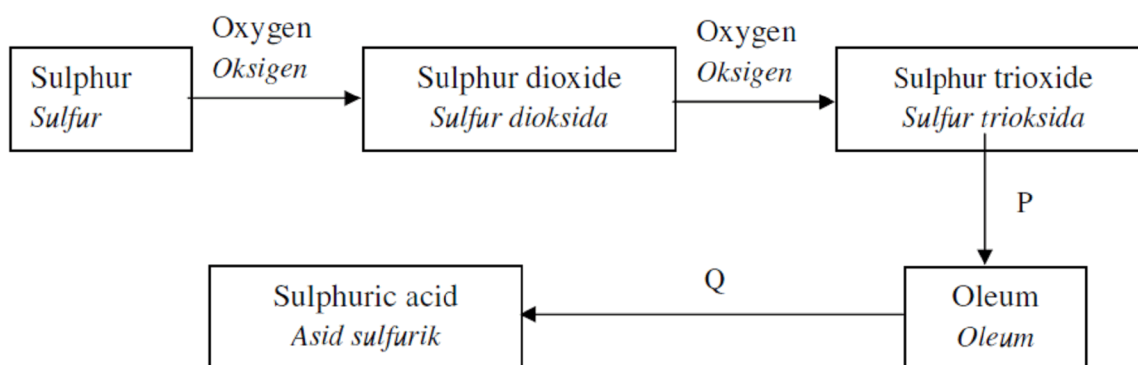 Oxygen
Oksigen
Oxygen
Oksigen
Sulphur
Sulfur
Sulphur dioxide
Sulfur dioksida
Sulphur trioxide
Sulfur trioksida
P
Q
Sulphuric acid
Asid sulfurik
Oleum
Oleum